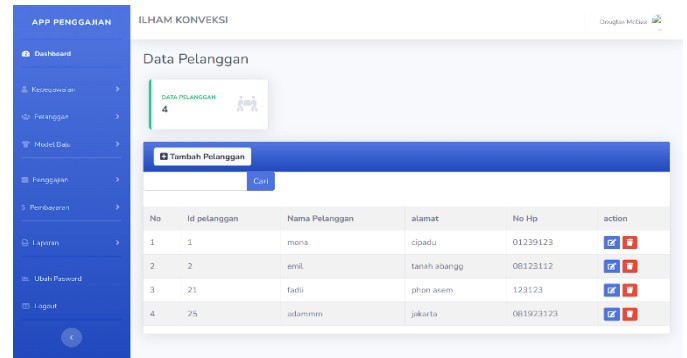 APP PENGGAJIAN
ILHAM KONVEKSI
Douglas McGee
Dashboard
Kepegawaian
Pelanggan
Model Baju
Penggajian
Pembayaran
Laporan
Ubah Pasword
Logout
Data Pelanggan
DATA PELANGGAN
4
Tambah Pelanggan
Cari
No Id pelanggan Nama Pelanggan alamat No Hp action
1 1 mona cipadu 01239123
2 2 emil tanah abangg 08123112
3 21 fadli phon asem 123123
4 25 adammm jakarta 081923123